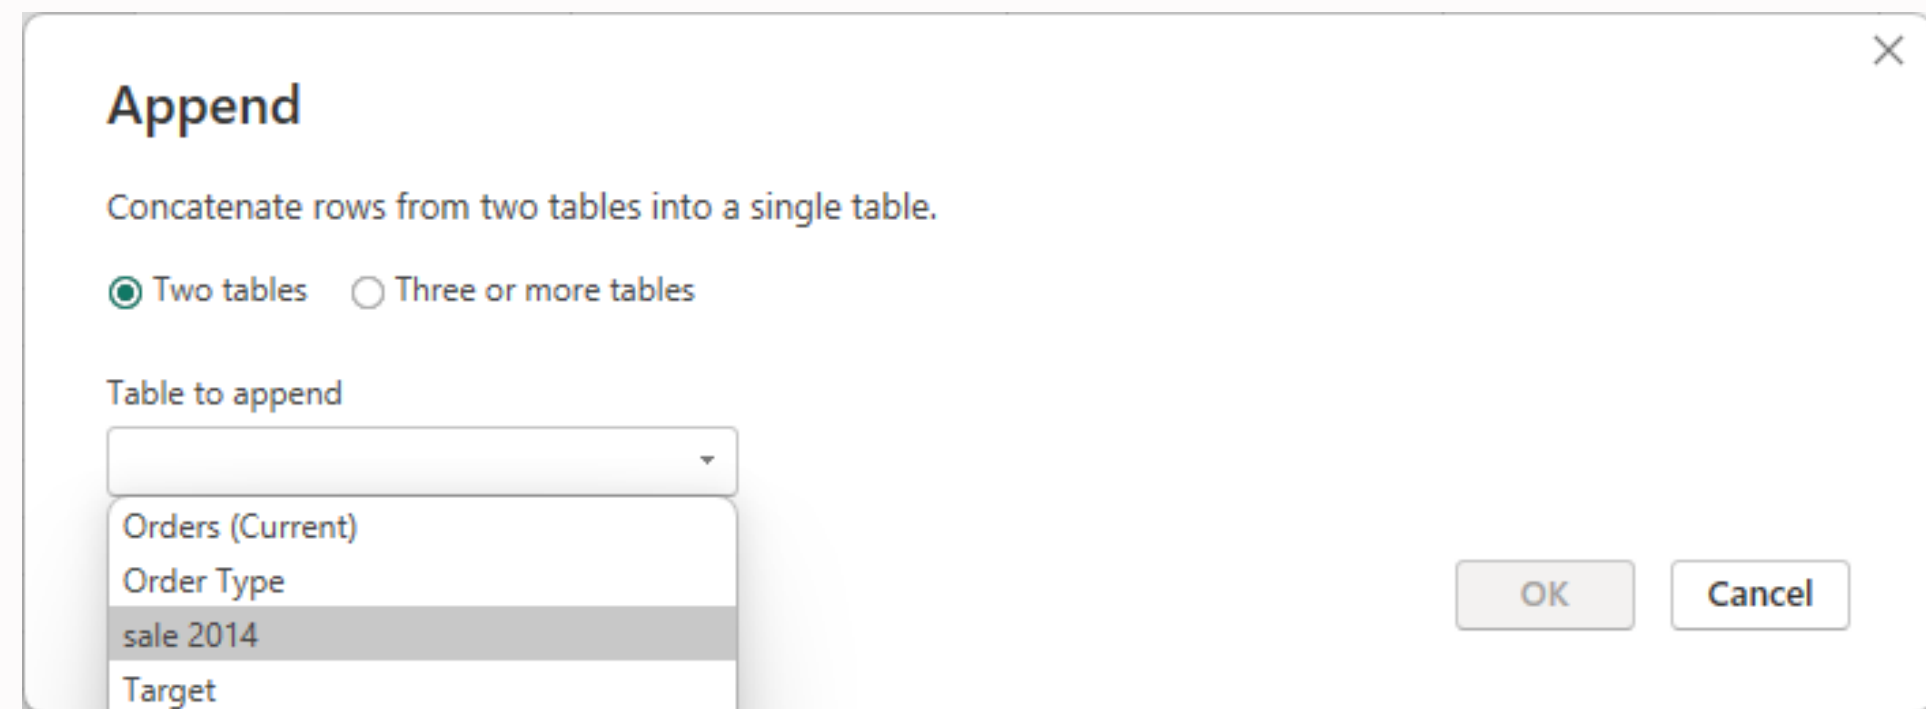 Append
Concatenate rows from two tables into a single table.
Two tables Three or more tables
Table to append
Orders (Current)
Order Type
sale 2014
Target
OK Cancel